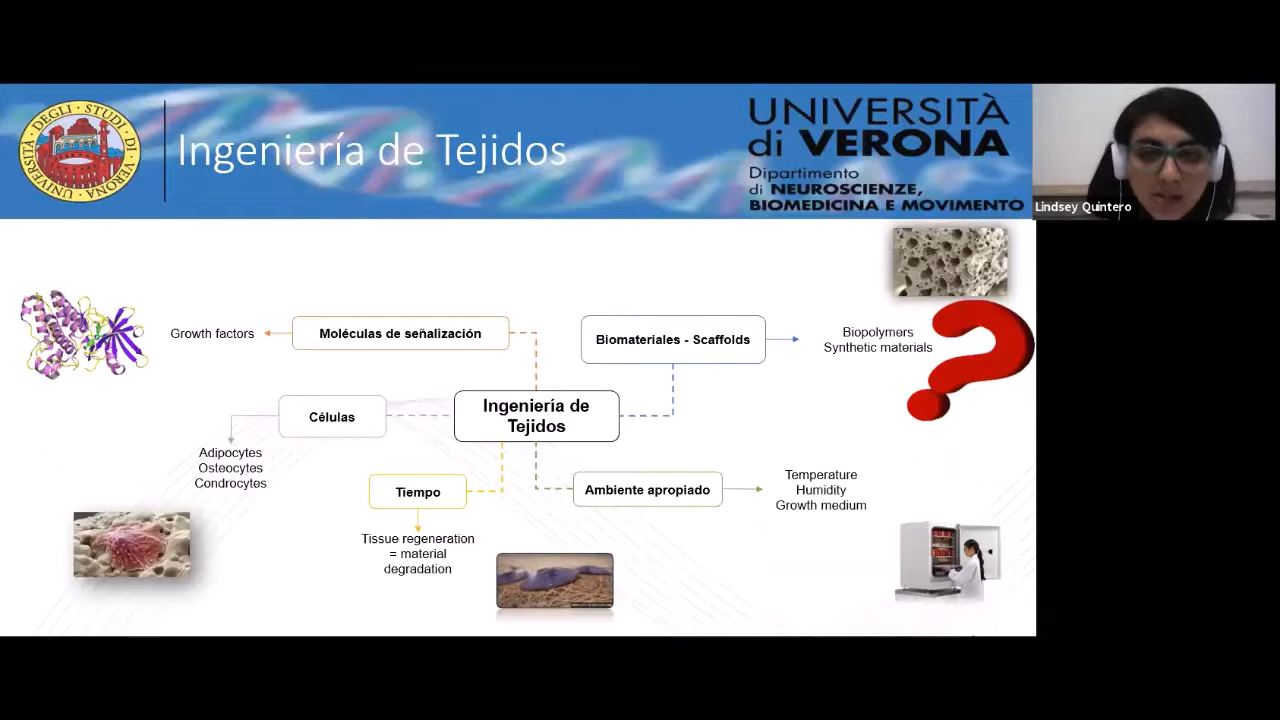 UNIVERSITÀ DEGLI STUDI DI VERONA
Ingeniería de Tejidos
UNIVERSITÀ
di VERONA
Dipartimento
di NEUROSCIENZE,
BIOMEDICINA E MOVIMENTO
Lindsey Quintero
Growth factors
Moléculas de señalización
Biomateriales - Scaffolds
Biopolymers
Synthetic materials
Células
Ingeniería de
Tejidos
Adipocytes
Osteocytes
Condrocytes
Tiempo
Ambiente apropiado
Temperature
Humidity
Growth medium
Tissue regeneration
= material
degradation